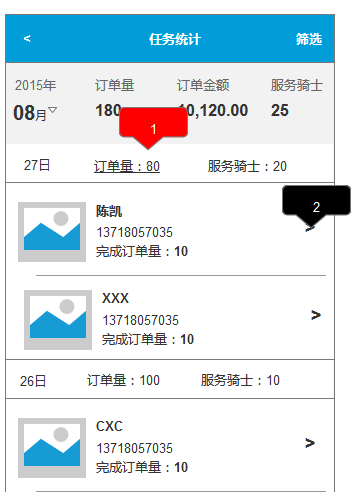 < 任务统计 筛选
2015年 订单量 订单金额 服务骑士
08月 180 10,120.00 25
1
27日 订单量：80 服务骑士：20
2
陈凯
13718057035 >
完成订单量：10
XXX
13718057035 >
完成订单量：10
26日 订单量：100 服务骑士：10
CXC
13718057035 >
完成订单量：10